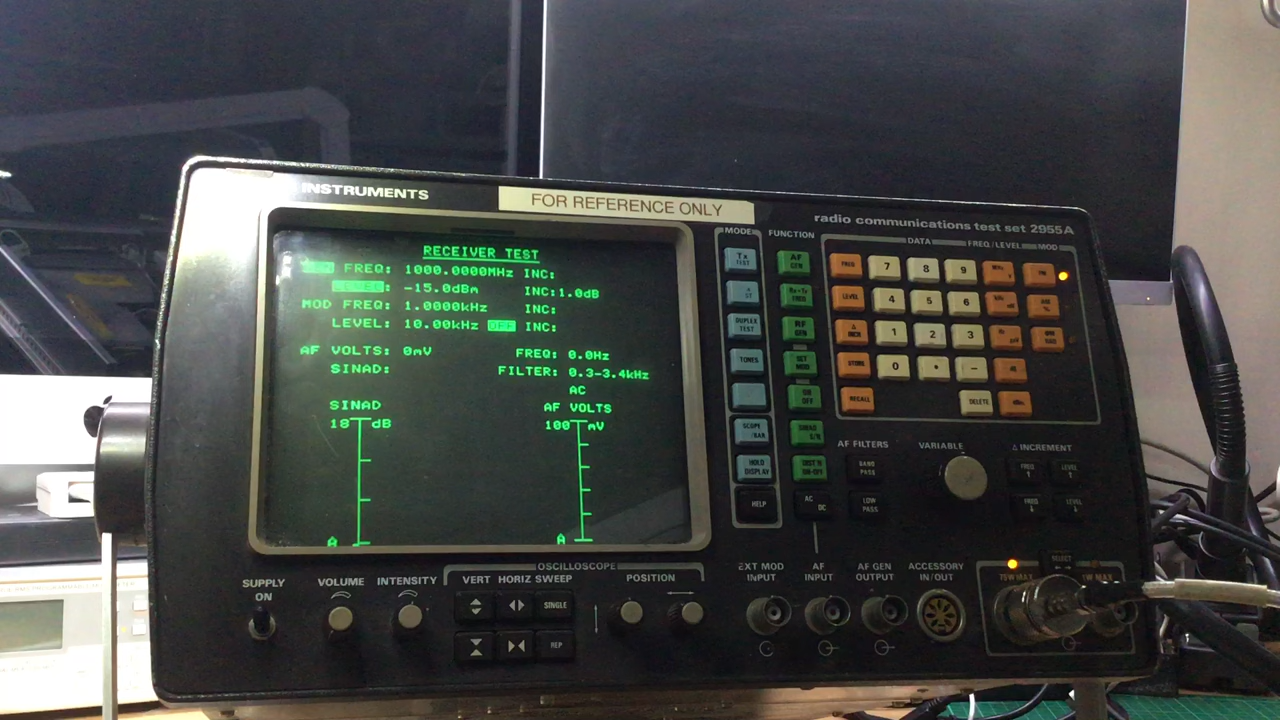 INSTRUMENTS
FOR REFERENCE ONLY
radio communications test set 2955A
RECEIVER TEST
FREQ: 1000.0000MHz INC:
LEVEL: -15.0dBm INC:1.0dB
MOD FREQ: 1.0000kHz INC:
LEVEL: 10.00kHz OFF INC:
AF VOLTS: 0mV FREQ: 0.0Hz
SINAD: FILTER: 0.3-3.4kHz
AC
SINAD AF VOLTS
18 dB 100 mV
A A
MODE FUNCTION DATA FREQ/LEVEL MOD
Tx TEST AF GEN FREQ 7 8 9 FM
ST Rx=Tx FREQ LEVEL 4 5 6 AM %
DUPLEX TEST RF GEN Δ INCR 1 2 3
TONES SET MOD STORE 0 • -
OFF RECALL DELETE
SCOPE /BAR SINAD S/N
HOLD DISPLAY DIST'N ON-OFF
HELP AC DC
AF FILTERS VARIABLE Δ INCREMENT
BAND PASS FREQ ↑ LEVEL ↑
LOW PASS FREQ ↓ LEVEL ↓
SELECT
SUPPLY ON VOLUME INTENSITY
OSCILLOSCOPE
VERT HORIZ SWEEP POSITION
SINGLE
REP
EXT MOD INPUT AF INPUT AF GEN OUTPUT ACCESSORY IN/OUT
75W MAX 1W MAX